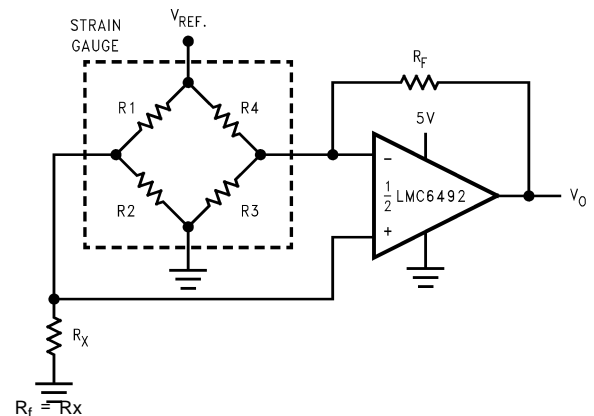 STRAIN
GAUGE
VREF.
R1
R4
R2
R3
RF
5V
−
1/2 LMC6492
+
VO
RX
Rf = Rx